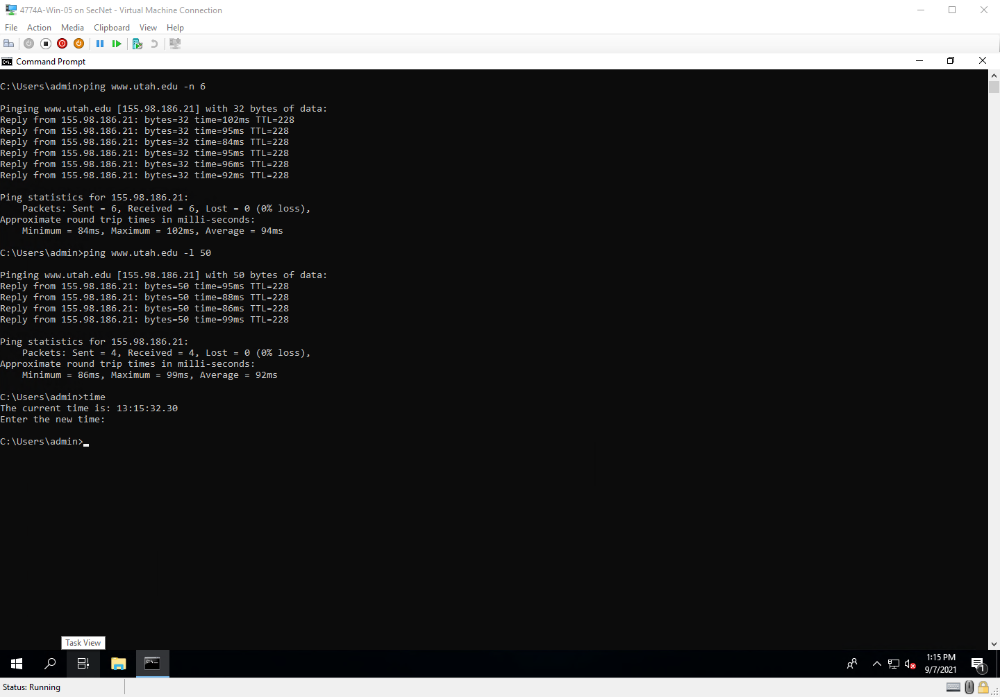 4774A-Win-05 on SecNet - Virtual Machine Connection
File Action Media Clipboard View Help
Command Prompt
C:\Users\admin>ping www.utah.edu -n 6
Pinging www.utah.edu [155.98.186.21] with 32 bytes of data:
Reply from 155.98.186.21: bytes=32 time=102ms TTL=228
Reply from 155.98.186.21: bytes=32 time=95ms TTL=228
Reply from 155.98.186.21: bytes=32 time=84ms TTL=228
Reply from 155.98.186.21: bytes=32 time=95ms TTL=228
Reply from 155.98.186.21: bytes=32 time=96ms TTL=228
Reply from 155.98.186.21: bytes=32 time=92ms TTL=228
Ping statistics for 155.98.186.21:
Packets: Sent = 6, Received = 6, Lost = 0 (0% loss),
Approximate round trip times in milli-seconds:
Minimum = 84ms, Maximum = 102ms, Average = 94ms
C:\Users\admin>ping www.utah.edu -l 50
Pinging www.utah.edu [155.98.186.21] with 50 bytes of data:
Reply from 155.98.186.21: bytes=50 time=95ms TTL=228
Reply from 155.98.186.21: bytes=50 time=88ms TTL=228
Reply from 155.98.186.21: bytes=50 time=86ms TTL=228
Reply from 155.98.186.21: bytes=50 time=99ms TTL=228
Ping statistics for 155.98.186.21:
Packets: Sent = 4, Received = 4, Lost = 0 (0% loss),
Approximate round trip times in milli-seconds:
Minimum = 86ms, Maximum = 99ms, Average = 92ms
C:\Users\admin>time
The current time is: 13:15:32.30
Enter the new time:
C:\Users\admin>
Task View
1:15 PM
9/7/2021
1
Status: Running